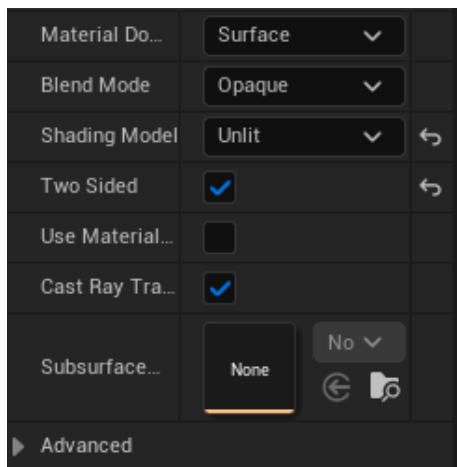 Material Do... Surface
Blend Mode Opaque
Shading Model Unlit
Two Sided
Use Material...
Cast Ray Tra...
Subsurface... None No
Advanced